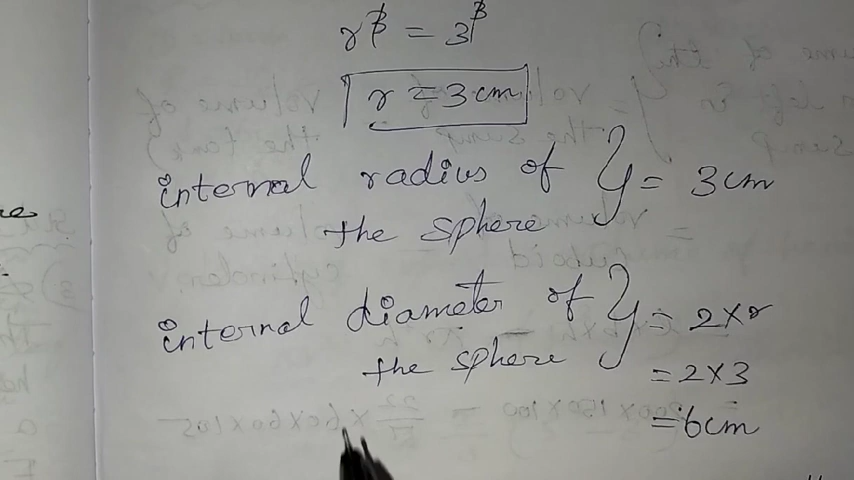 r³ = 3³
r = 3 cm
internal radius of } = 3 cm
the sphere
internal diameter of } = 2 × r
the sphere = 2 × 3
= 6 cm